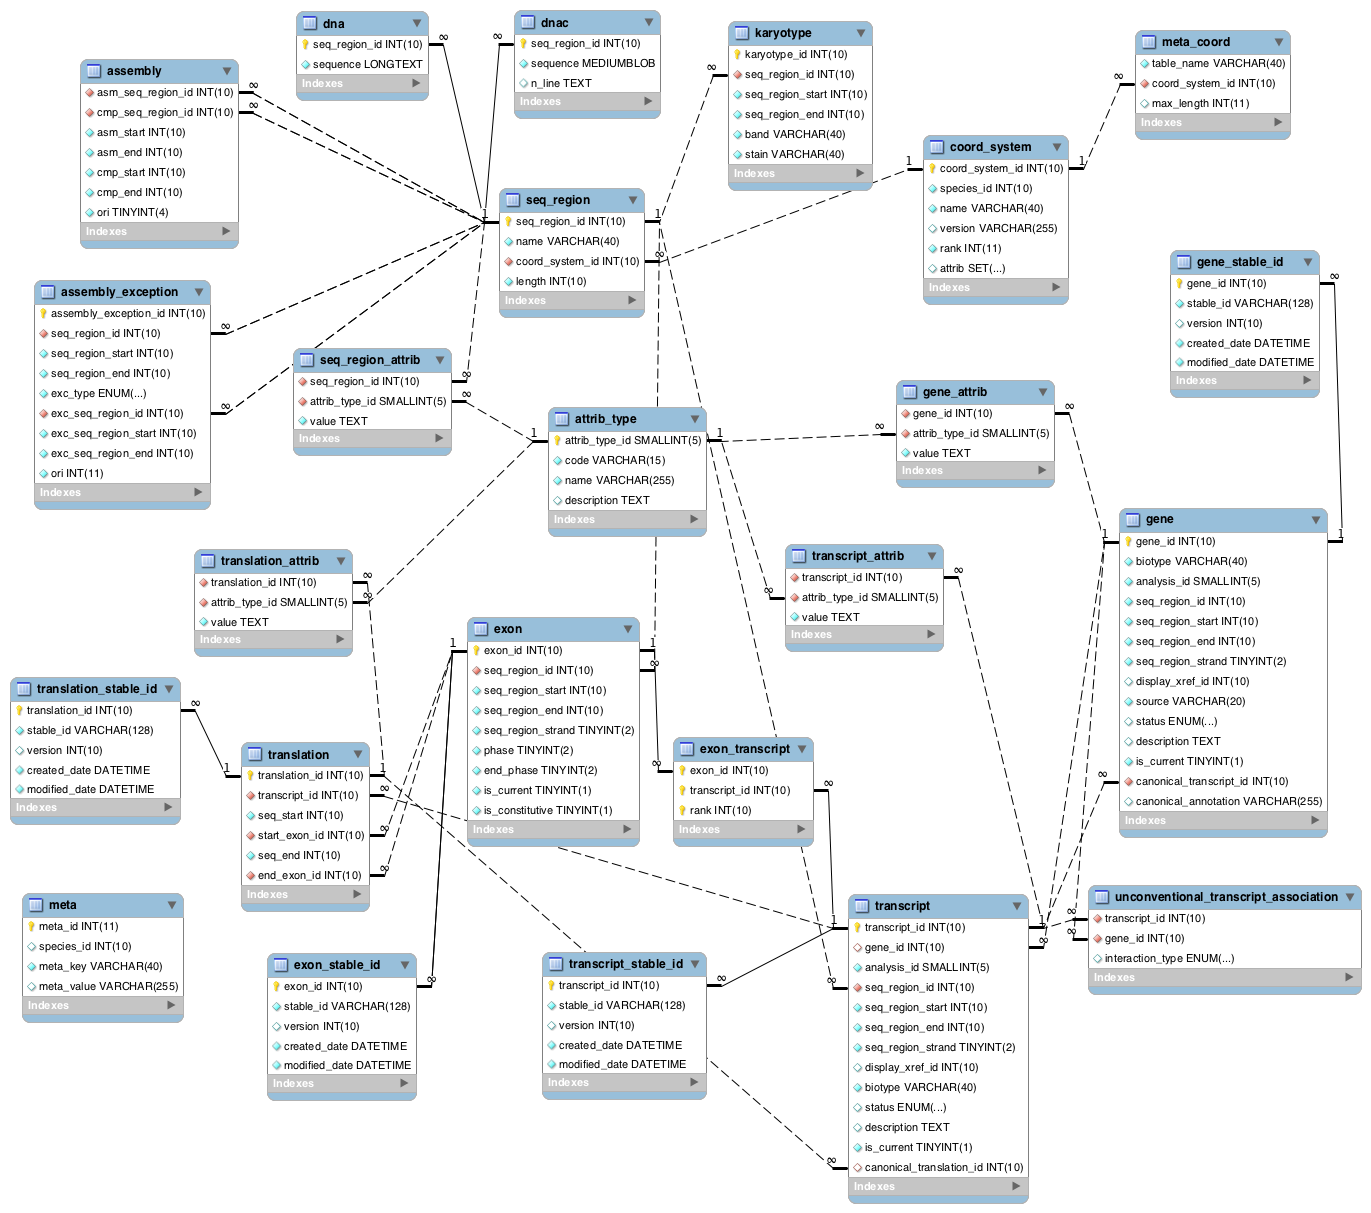 dna
seq_region_id INT(10)
sequence LONGTEXT
Indexes
dnac
seq_region_id INT(10)
sequence MEDIUMBLOB
n_line TEXT
Indexes
karyotype
karyotype_id INT(10)
seq_region_id INT(10)
seq_region_start INT(10)
seq_region_end INT(10)
band VARCHAR(40)
stain VARCHAR(40)
Indexes
meta_coord
table_name VARCHAR(40)
coord_system_id INT(10)
max_length INT(11)
Indexes
assembly
asm_seq_region_id INT(10)
cmp_seq_region_id INT(10)
asm_start INT(10)
asm_end INT(10)
cmp_start INT(10)
cmp_end INT(10)
ori TINYINT(4)
Indexes
seq_region
seq_region_id INT(10)
name VARCHAR(40)
coord_system_id INT(10)
length INT(10)
Indexes
coord_system
coord_system_id INT(10)
species_id INT(10)
name VARCHAR(40)
version VARCHAR(255)
rank INT(11)
attrib SET(...)
Indexes
gene_stable_id
gene_id INT(10)
stable_id VARCHAR(128)
version INT(10)
created_date DATETIME
modified_date DATETIME
Indexes
assembly_exception
assembly_exception_id INT(10)
seq_region_id INT(10)
seq_region_start INT(10)
seq_region_end INT(10)
exc_type ENUM(...)
exc_seq_region_id INT(10)
exc_seq_region_start INT(10)
exc_seq_region_end INT(10)
ori INT(11)
Indexes
seq_region_attrib
seq_region_id INT(10)
attrib_type_id SMALLINT(5)
value TEXT
Indexes
attrib_type
attrib_type_id SMALLINT(5)
code VARCHAR(15)
name VARCHAR(255)
description TEXT
Indexes
gene_attrib
gene_id INT(10)
attrib_type_id SMALLINT(5)
value TEXT
Indexes
gene
gene_id INT(10)
biotype VARCHAR(40)
analysis_id SMALLINT(5)
seq_region_id INT(10)
seq_region_start INT(10)
seq_region_end INT(10)
seq_region_strand TINYINT(2)
display_xref_id INT(10)
source VARCHAR(20)
status ENUM(...)
description TEXT
is_current TINYINT(1)
canonical_transcript_id INT(10)
canonical_annotation VARCHAR(255)
Indexes
translation_attrib
translation_id INT(10)
attrib_type_id SMALLINT(5)
value TEXT
Indexes
transcript_attrib
transcript_id INT(10)
attrib_type_id SMALLINT(5)
value TEXT
Indexes
exon
exon_id INT(10)
seq_region_id INT(10)
seq_region_start INT(10)
seq_region_end INT(10)
seq_region_strand TINYINT(2)
phase TINYINT(2)
end_phase TINYINT(2)
is_current TINYINT(1)
is_constitutive TINYINT(1)
Indexes
translation_stable_id
translation_id INT(10)
stable_id VARCHAR(128)
version INT(10)
created_date DATETIME
modified_date DATETIME
Indexes
translation
translation_id INT(10)
transcript_id INT(10)
seq_start INT(10)
start_exon_id INT(10)
seq_end INT(10)
end_exon_id INT(10)
Indexes
exon_transcript
exon_id INT(10)
transcript_id INT(10)
rank INT(10)
Indexes
meta
meta_id INT(11)
species_id INT(10)
meta_key VARCHAR(40)
meta_value VARCHAR(255)
Indexes
exon_stable_id
exon_id INT(10)
stable_id VARCHAR(128)
version INT(10)
created_date DATETIME
modified_date DATETIME
Indexes
transcript_stable_id
transcript_id INT(10)
stable_id VARCHAR(128)
version INT(10)
created_date DATETIME
modified_date DATETIME
Indexes
transcript
transcript_id INT(10)
gene_id INT(10)
analysis_id SMALLINT(5)
seq_region_id INT(10)
seq_region_start INT(10)
seq_region_end INT(10)
seq_region_strand TINYINT(2)
display_xref_id INT(10)
biotype VARCHAR(40)
status ENUM(...)
description TEXT
is_current TINYINT(1)
canonical_translation_id INT(10)
Indexes
unconventional_transcript_association
transcript_id INT(10)
gene_id INT(10)
interaction_type ENUM(...)
Indexes